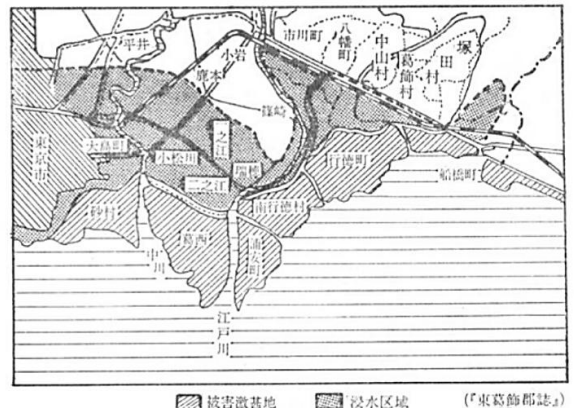 平井
小岩
鹿本
篠崎
市川町
八幡町
中山村
葛飾村
塚田村
東京市
大島町
小松川
一之江
瑞穂
二之江
行徳町
船橋町
砂村
葛西
南行徳村
浦安町
中川
江戸川
被害激甚地
浸水区域
(『東葛飾郡誌』)